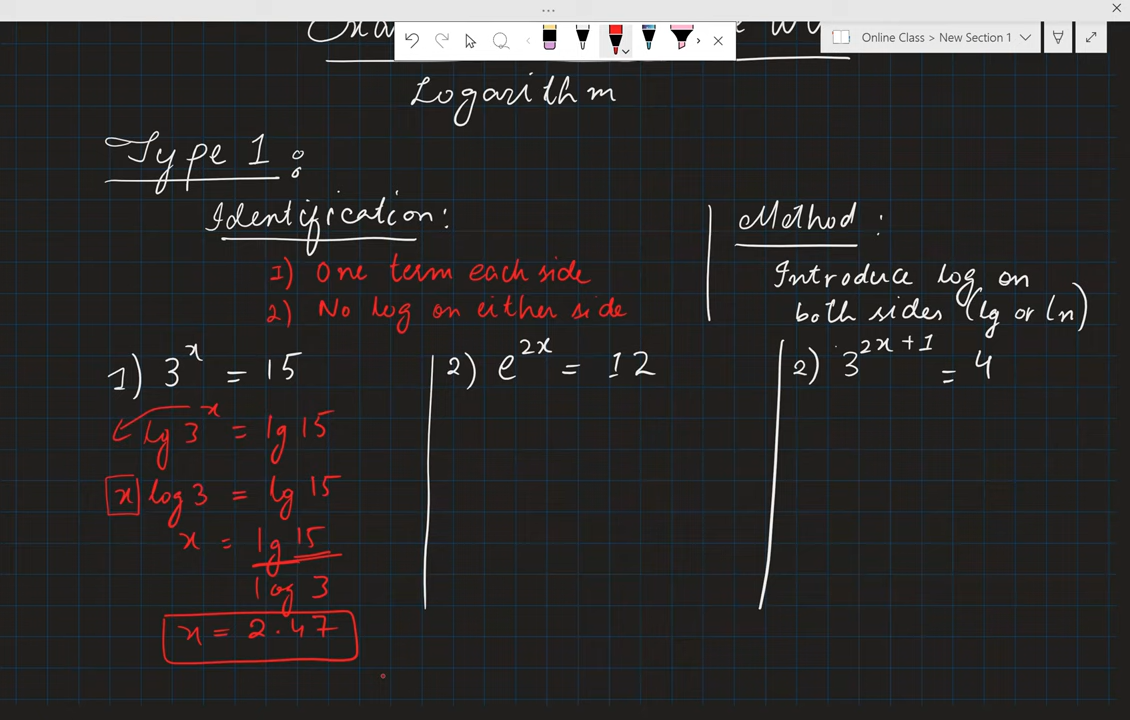 Online Class > New Section 1
Logarithm
Type 1 :
Identification:
1) One term each side
2) No log on either side
Method :
Introduce log on
both sides (lg or ln)
1) 3^x = 15
lg 3^x = lg 15
x log 3 = lg 15
x = lg 15
log 3
x = 2.47
2) e^2x = 12
2) 3^2x+1 = 4